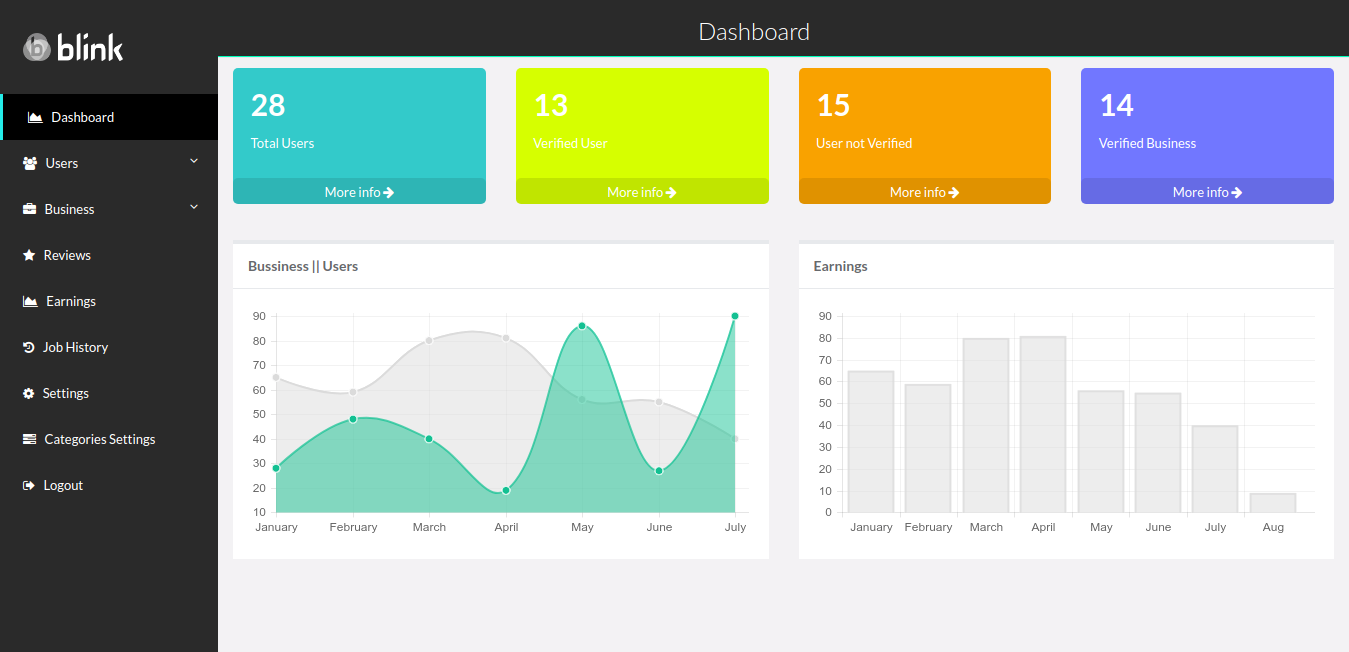 blink
Dashboard
Dashboard
Users
Business
Reviews
Earnings
Job History
Settings
Categories Settings
Logout
28
Total Users
More info
13
Verified User
More info
15
User not Verified
More info
14
Verified Business
More info
Bussiness || Users
90
80
70
60
50
40
30
20
10
January February March April May June July
Earnings
90
80
70
60
50
40
30
20
10
0
January February March April May June July Aug